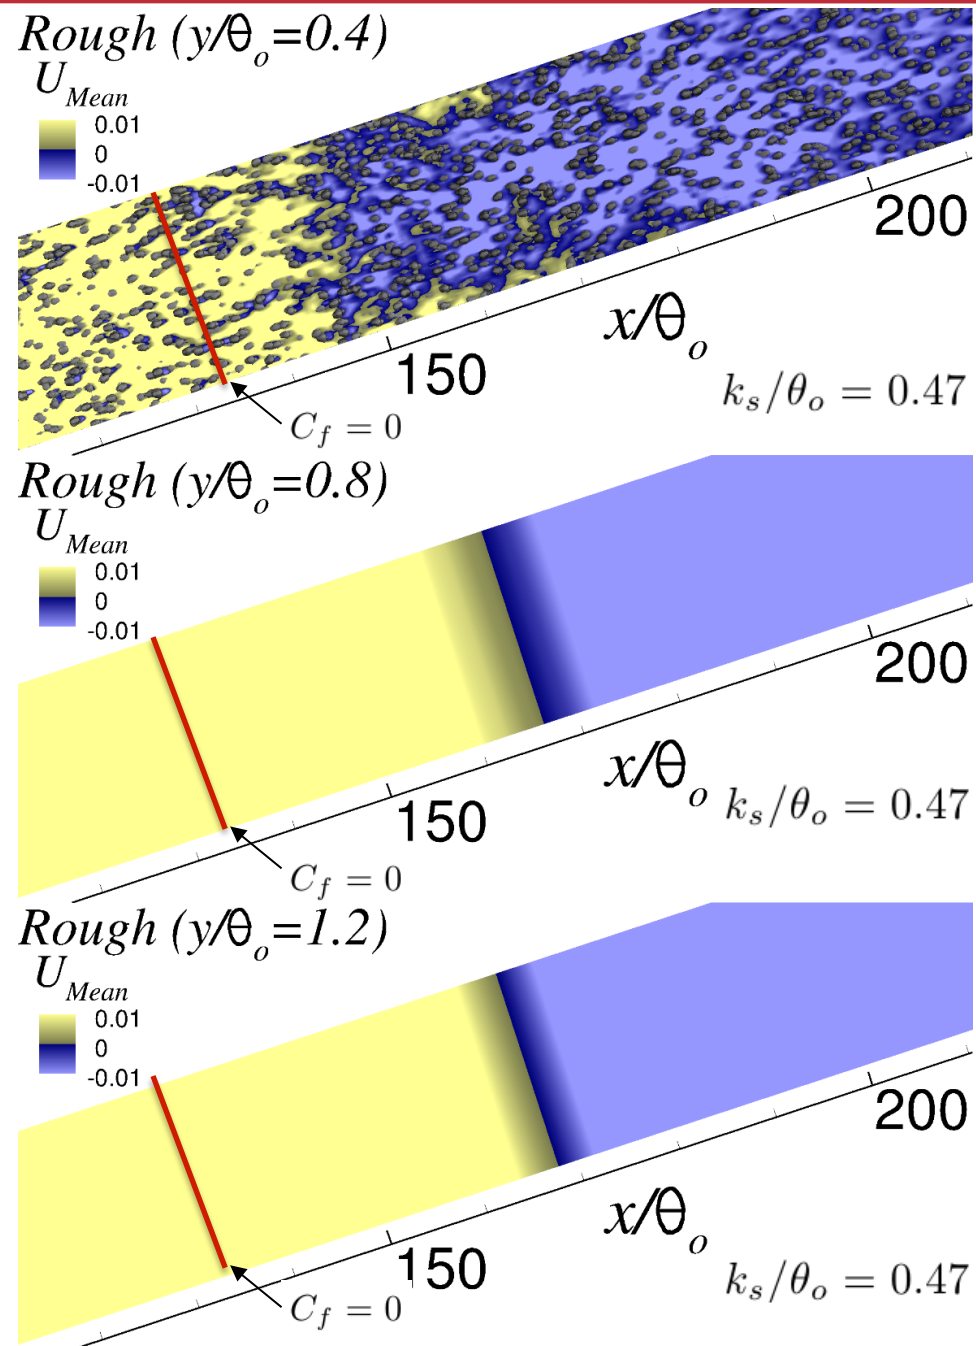 Rough (y/θo=0.4)
UMean
0.01
0
-0.01
200
x/θo
150
ks/θo = 0.47
Cf = 0
Rough (y/θo=0.8)
UMean
0.01
0
-0.01
200
x/θo
150
ks/θo = 0.47
Cf = 0
Rough (y/θo=1.2)
UMean
0.01
0
-0.01
200
x/θo
150
ks/θo = 0.47
Cf = 0